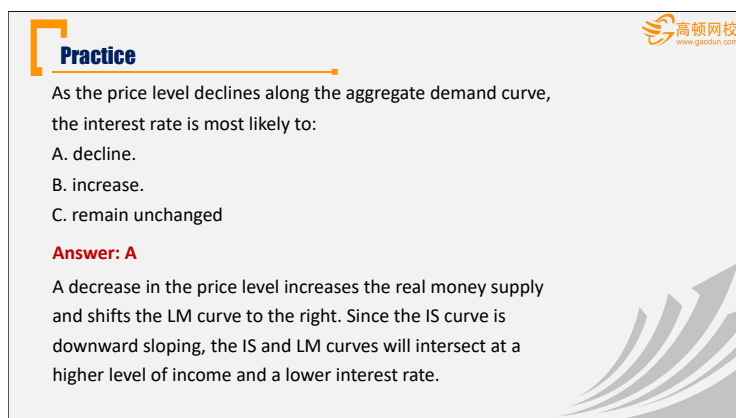 高顿网校
www.gaodun.com
Practice
As the price level declines along the aggregate demand curve,
the interest rate is most likely to:
A. decline.
B. increase.
C. remain unchanged
Answer: A
A decrease in the price level increases the real money supply
and shifts the LM curve to the right. Since the IS curve is
downward sloping, the IS and LM curves will intersect at a
higher level of income and a lower interest rate.